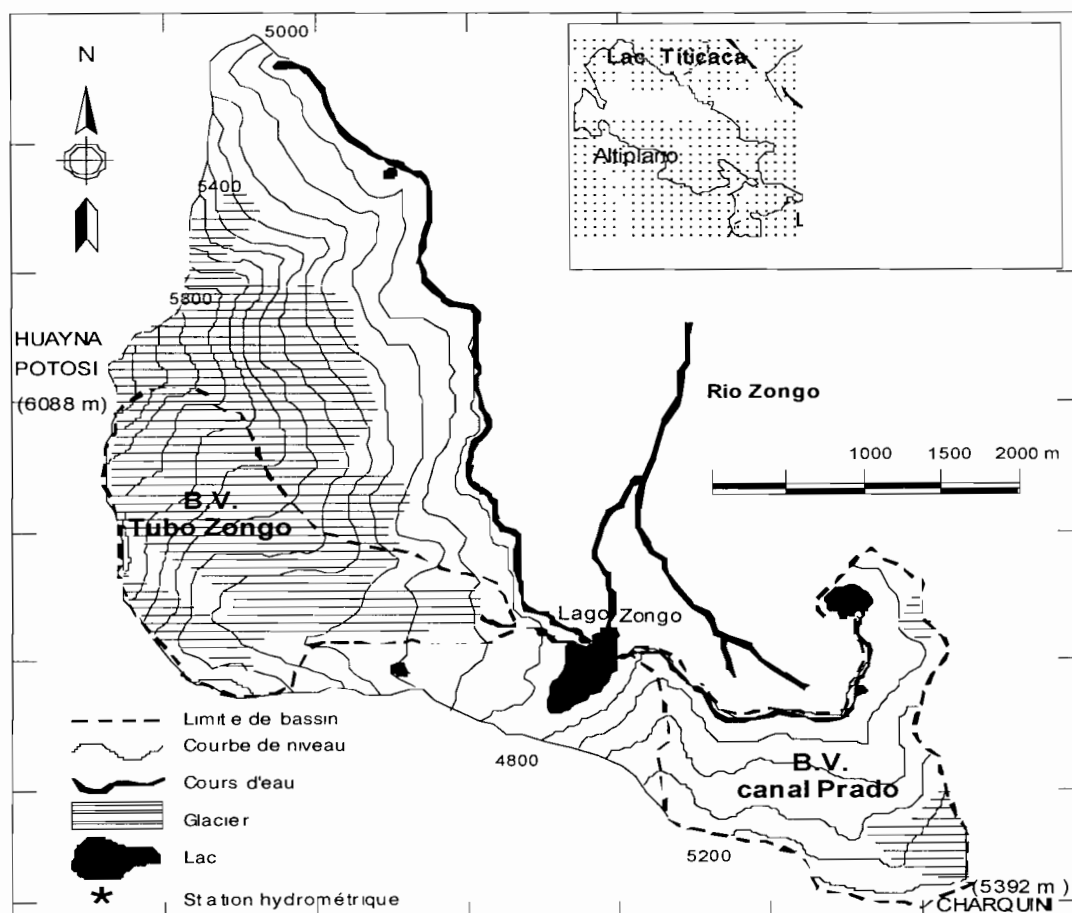 5000
N
Lac Titicaca
Altiplano
L
5400
5800
HUAYNA
POTOSI
(6088 m)
Rio Zongo
1000
2000 m
B.V.
Tubo Zongo
Lago Zongo
4800
B.V.
canal Prado
5200
(5392 m)
CHARQUINI
Limite de bassin
Courbe de niveau
Cours d'eau
Glacier
Lac
Station hydrométrique